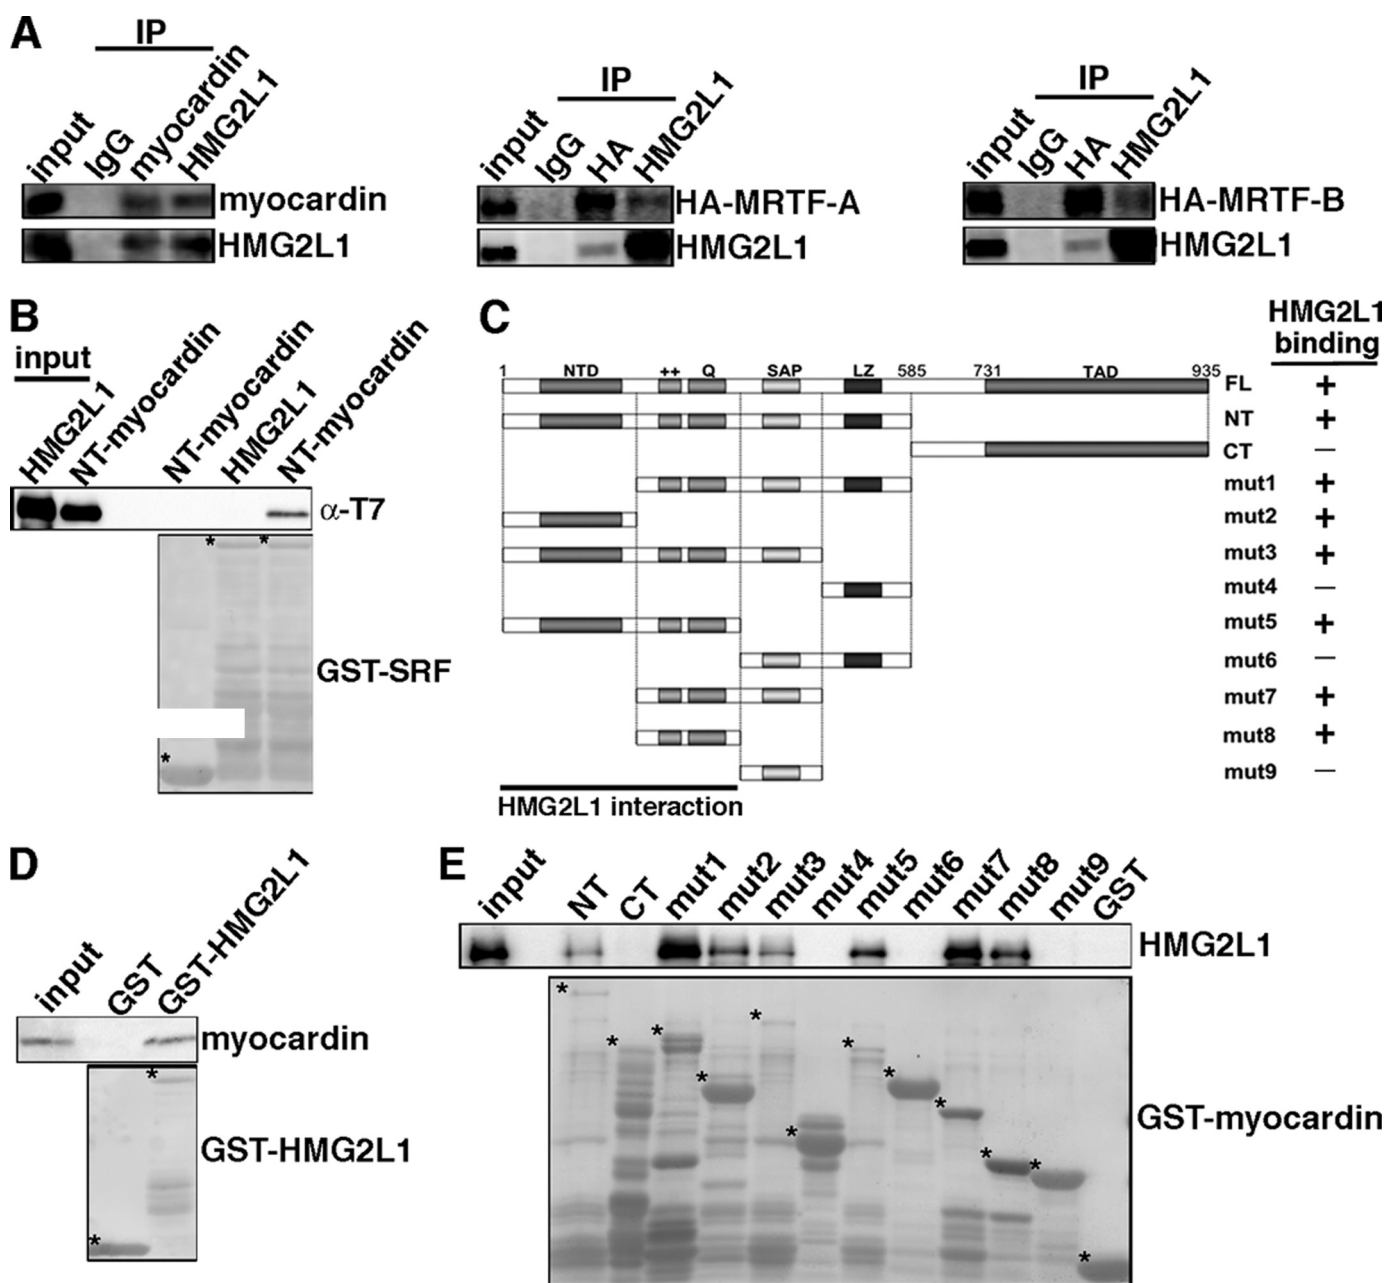 A
IP
input
IgG
myocardin
HMG2L1
myocardin
HMG2L1
IP
input
IgG
HA
HMG2L1
HA-MRTF-A
HMG2L1
IP
input
IgG
HA
HMG2L1
HA-MRTF-B
HMG2L1
B
input
HMG2L1
NT-myocardin
NT-myocardin
HMG2L1
NT-myocardin
α-T7
* *
GST-SRF
*
C
HMG2L1
binding
1 NTD ++ Q SAP LZ 585 731 TAD 935
FL +
NT +
CT —
mut1 +
mut2 +
mut3 +
mut4 —
mut5 +
mut6 —
mut7 +
mut8 +
mut9 —
HMG2L1 interaction
D
input
GST
GST-HMG2L1
myocardin
*
GST-HMG2L1
*
E
input
NT
CT
mut1
mut2
mut3
mut4
mut5
mut6
mut7
mut8
mut9
GST
HMG2L1
* * * * * * * * * * * *
GST-myocardin